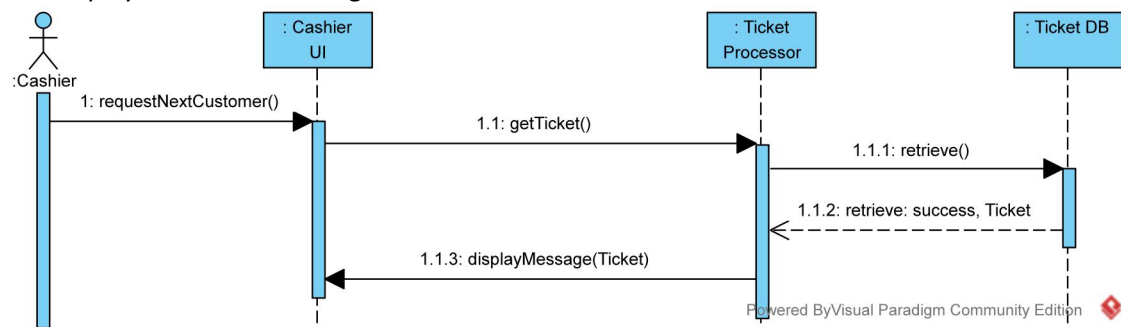 : Cashier
UI
: Ticket
Processor
: Ticket DB
:Cashier
1: requestNextCustomer()
1.1: getTicket()
1.1.1: retrieve()
1.1.2: retrieve: success, Ticket
1.1.3: displayMessage(Ticket)
Powered ByVisual Paradigm Community Edition